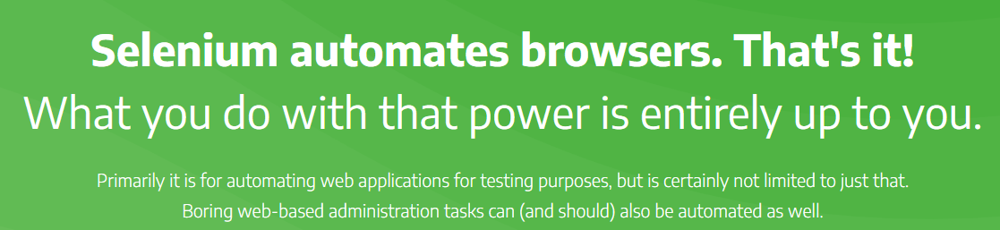 Selenium automates browsers. That's it!
What you do with that power is entirely up to you.
Primarily it is for automating web applications for testing purposes, but is certainly not limited to just that.
Boring web-based administration tasks can (and should) also be automated as well.